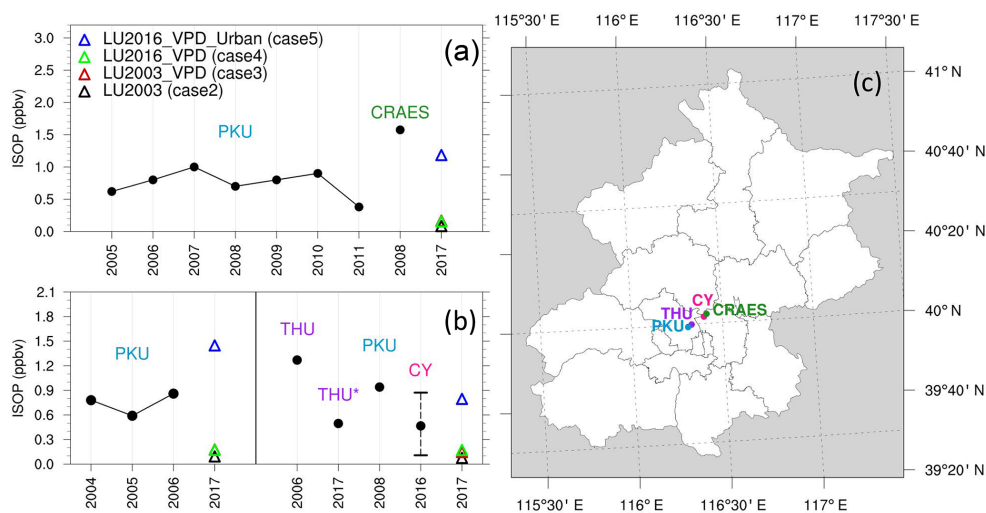 (a)
ISOP (ppbv)
3.0
2.5
2.0
1.5
1.0
0.5
0.0
LU2016_VPD_Urban (case5)
LU2016_VPD (case4)
LU2003_VPD (case3)
LU2003 (case2)
PKU
CRAES
2005
2006
2007
2008
2009
2010
2011
2008
2017
(b)
ISOP (ppbv)
2.1
1.8
1.5
1.2
0.9
0.6
0.3
0.0
PKU
THU
THU*
PKU
CY
2004
2005
2006
2017
2006
2017
2008
2016
2017
115°30' E
116° E
116°30' E
117° E
117°30' E
(c)
41° N
40°40' N
40°20' N
40° N
39°40' N
39°20' N
CY
CRAES
THU
PKU
115°30' E
116° E
116°30' E
117° E